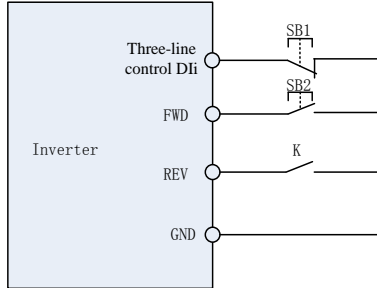 SB1
Three-line
control DIi
SB2
FWD
Inverter
K
REV
GND